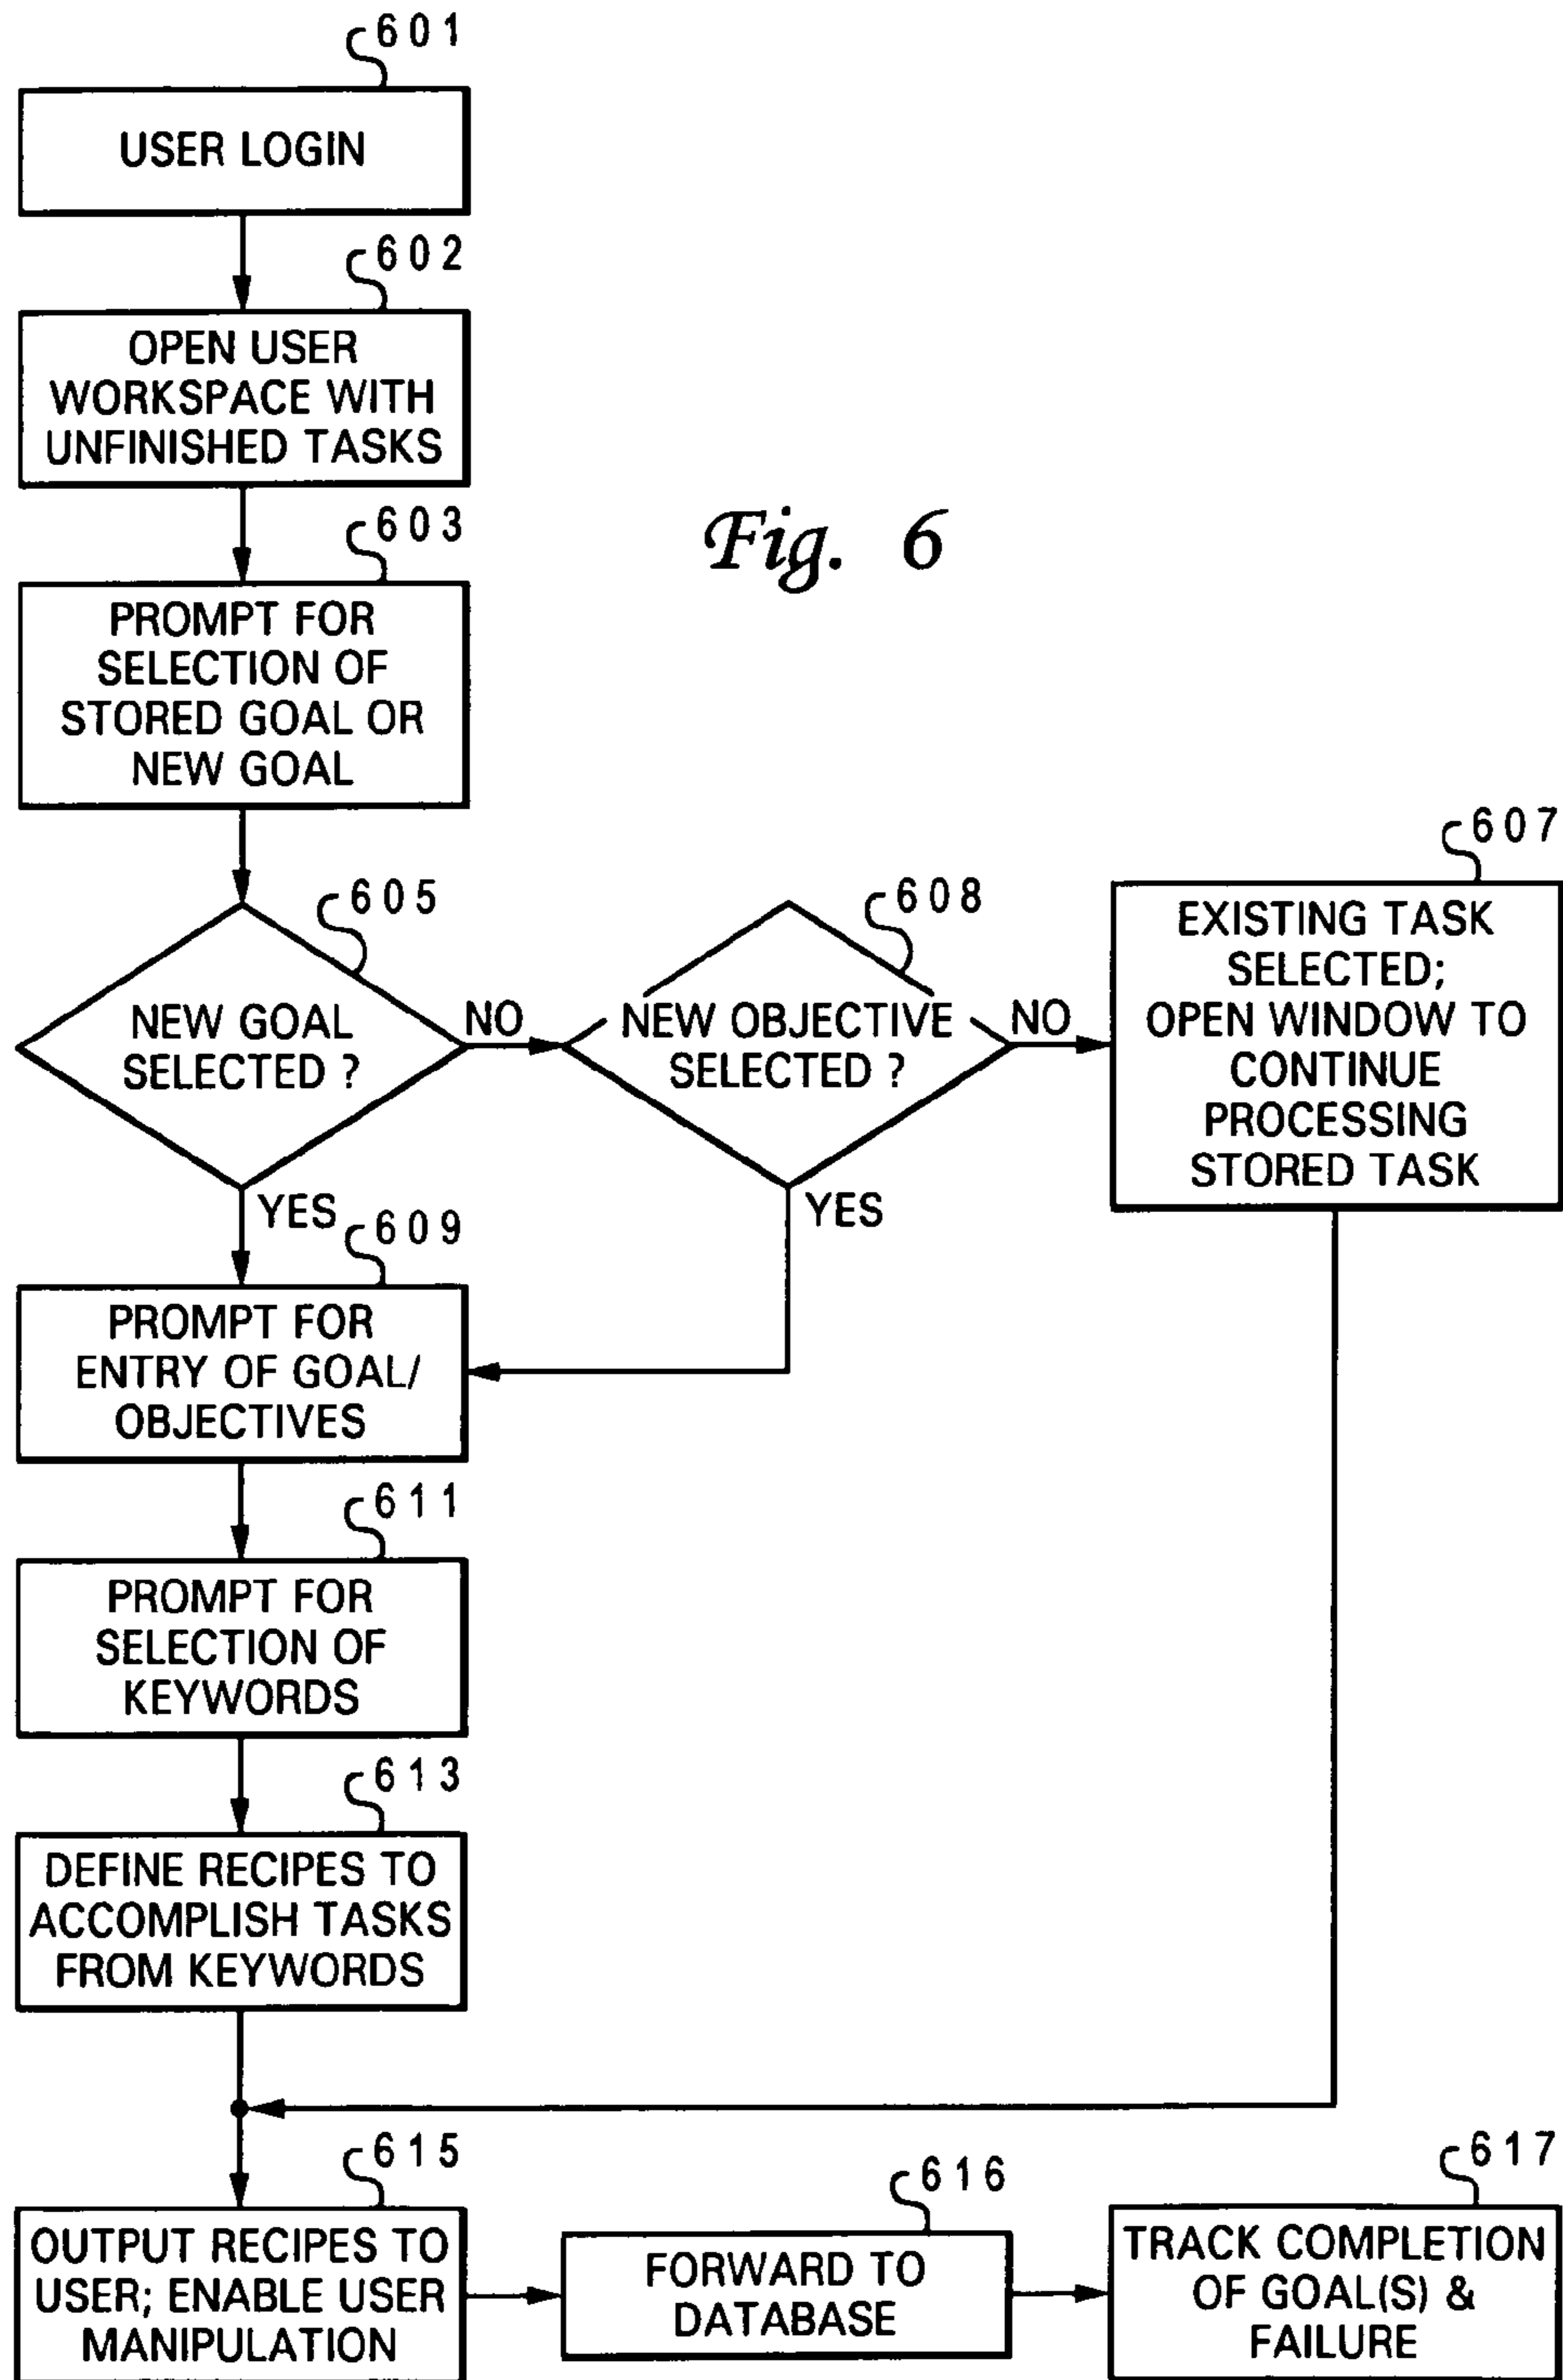 601
USER LOGIN
602
OPEN USER
WORKSPACE WITH
UNFINISHED TASKS
Fig. 6
603
PROMPT FOR
SELECTION OF
STORED GOAL OR
NEW GOAL
605
NEW GOAL
SELECTED ?
NO
608
NEW OBJECTIVE
SELECTED ?
NO
607
EXISTING TASK
SELECTED;
OPEN WINDOW TO
CONTINUE
PROCESSING
STORED TASK
YES
YES
609
PROMPT FOR
ENTRY OF GOAL/
OBJECTIVES
611
PROMPT FOR
SELECTION OF
KEYWORDS
613
DEFINE RECIPES TO
ACCOMPLISH TASKS
FROM KEYWORDS
615
OUTPUT RECIPES TO
USER; ENABLE USER
MANIPULATION
616
FORWARD TO
DATABASE
617
TRACK COMPLETION
OF GOAL(S) &
FAILURE